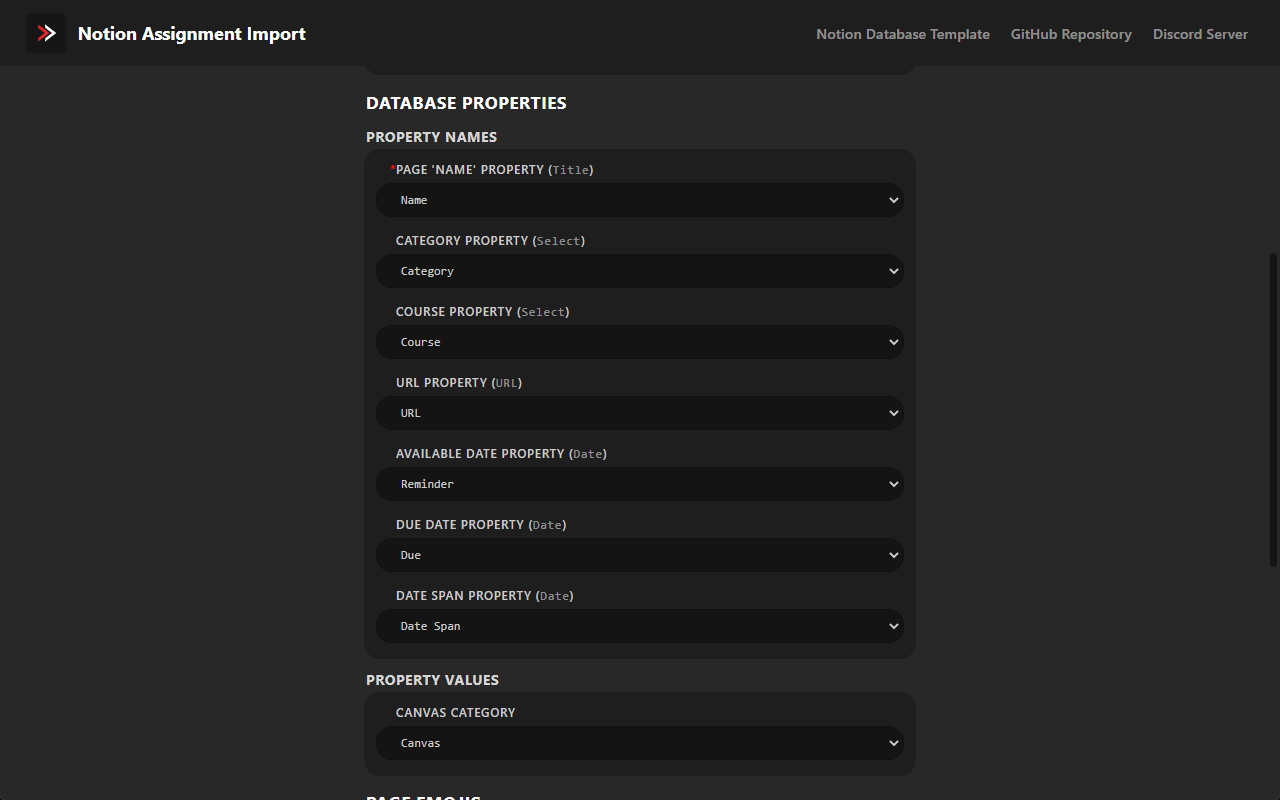 Notion Assignment Import
Notion Database Template
GitHub Repository
Discord Server
DATABASE PROPERTIES
PROPERTY NAMES
*PAGE 'NAME' PROPERTY (Title)
Name
CATEGORY PROPERTY (Select)
Category
COURSE PROPERTY (Select)
Course
URL PROPERTY (URL)
URL
AVAILABLE DATE PROPERTY (Date)
Reminder
DUE DATE PROPERTY (Date)
Due
DATE SPAN PROPERTY (Date)
Date Span
PROPERTY VALUES
CANVAS CATEGORY
Canvas
PAGE EMOJIS